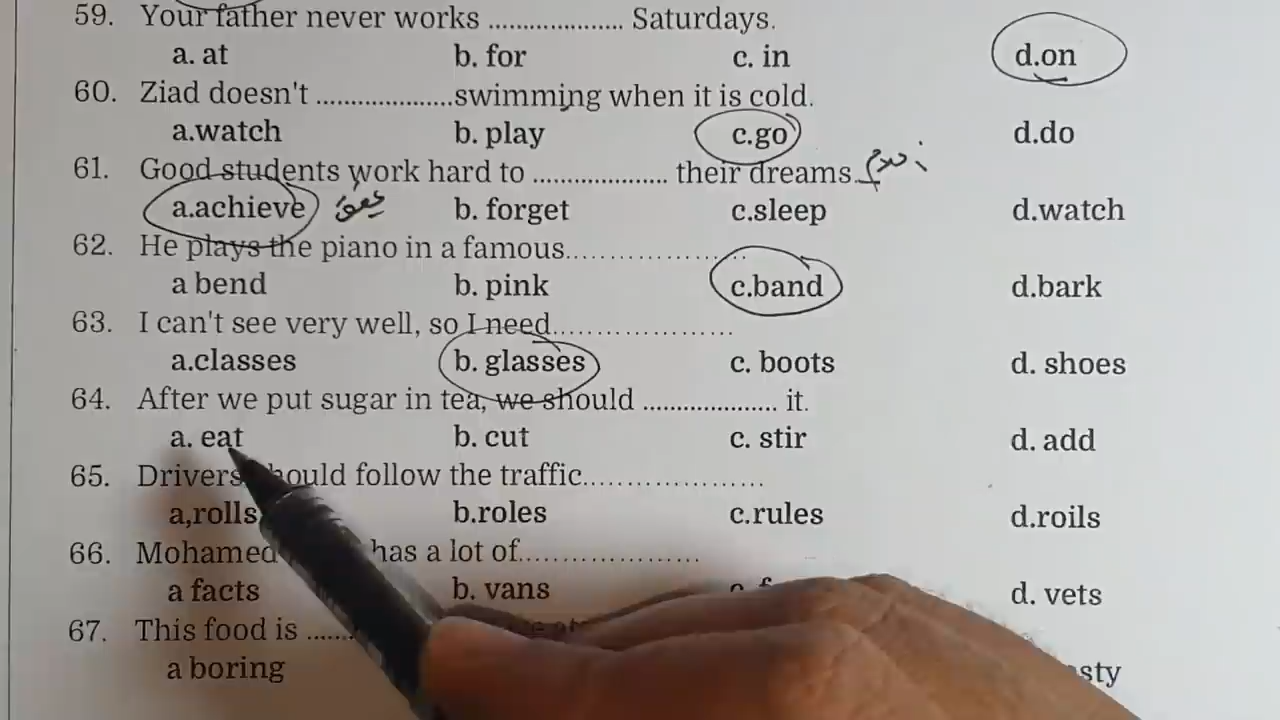 59. Your father never works .................... Saturdays.
a. at b. for c. in d.on
60. Ziad doesn't ....................swimming when it is cold.
a.watch b. play c.go d.do
61. Good students work hard to .................... their dreams.
a.achieve b. forget c.sleep d.watch
62. He plays the piano in a famous...........................
a bend b. pink c.band d.bark
63. I can't see very well, so I need...........................
a.classes b. glasses c. boots d. shoes
64. After we put sugar in tea, we should .................... it.
a. eat b. cut c. stir d. add
65. Drivers should follow the traffic...........................
a,rolls b.roles c.rules d.roils
66. Mohamed has a lot of...........................
a facts b. vans d. vets
67. This food is .......
a boring